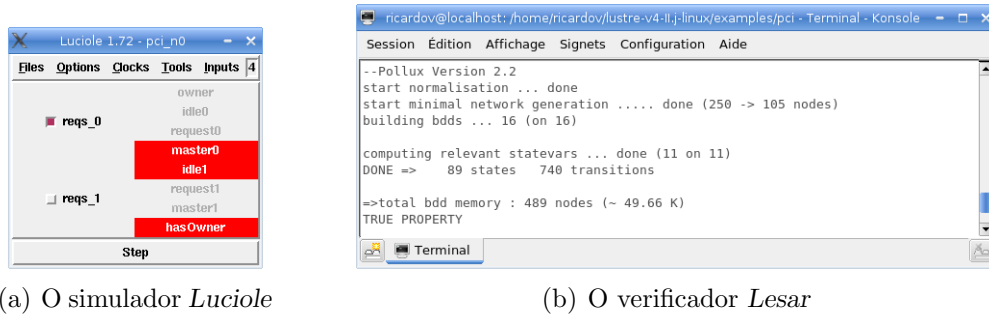 Luciole 1.72 - pci_n0
Files Options Clocks Tools Inputs 4
reqs_0
reqs_1
owner
idle0
request0
master0
idle1
request1
master1
hasOwner
Step
(a) O simulador Luciole
ricardov@localhost: /home/ricardov/lustre-v4-II.j-linux/examples/pci - Terminal - Konsole
Session Édition Affichage Signets Configuration Aide
--Pollux Version 2.2
start normalisation ... done
start minimal network generation ..... done (250 -> 105 nodes)
building bdds ... 16 (on 16)
computing relevant statevars ... done (11 on 11)
DONE => 89 states 740 transitions
=>total bdd memory : 489 nodes (~ 49.66 K)
TRUE PROPERTY
Terminal
(b) O verificador Lesar